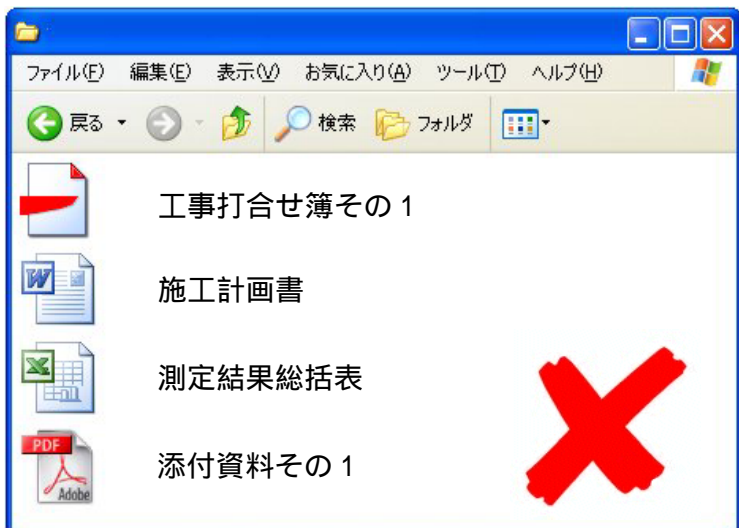 ファイル(F) 編集(E) 表示(V) お気に入り(A) ツール(T) ヘルプ(H)
戻る 検索 フォルダ
工事打合せ簿その1
W 施工計画書
X 測定結果総括表
PDF
Adobe
添付資料その1